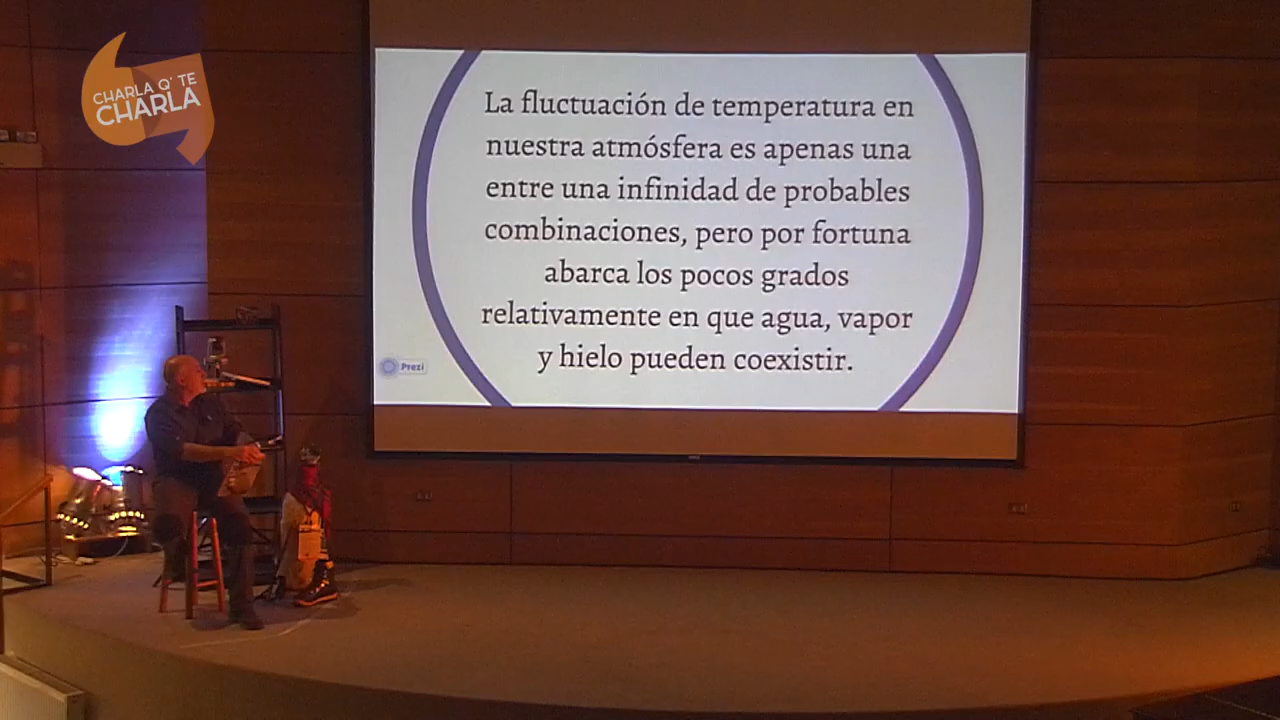 CHARLA Q' TE
CHARLA
La fluctuación de temperatura en
nuestra atmósfera es apenas una
entre una infinidad de probables
combinaciones, pero por fortuna
abarca los pocos grados
relativamente en que agua, vapor
y hielo pueden coexistir.
Prezi